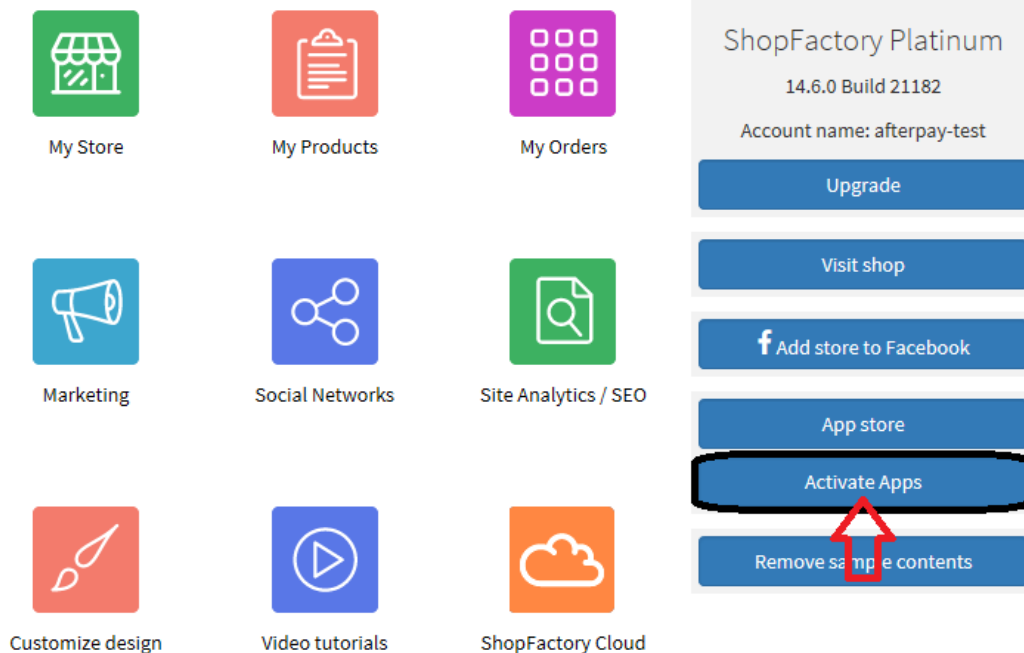 My Store
My Products
My Orders
Marketing
Social Networks
Site Analytics / SEO
Customize design
Video tutorials
ShopFactory Cloud
ShopFactory Platinum
14.6.0 Build 21182
Account name: afterpay-test
Upgrade
Visit shop
Add store to Facebook
App store
Activate Apps
Remove sample contents